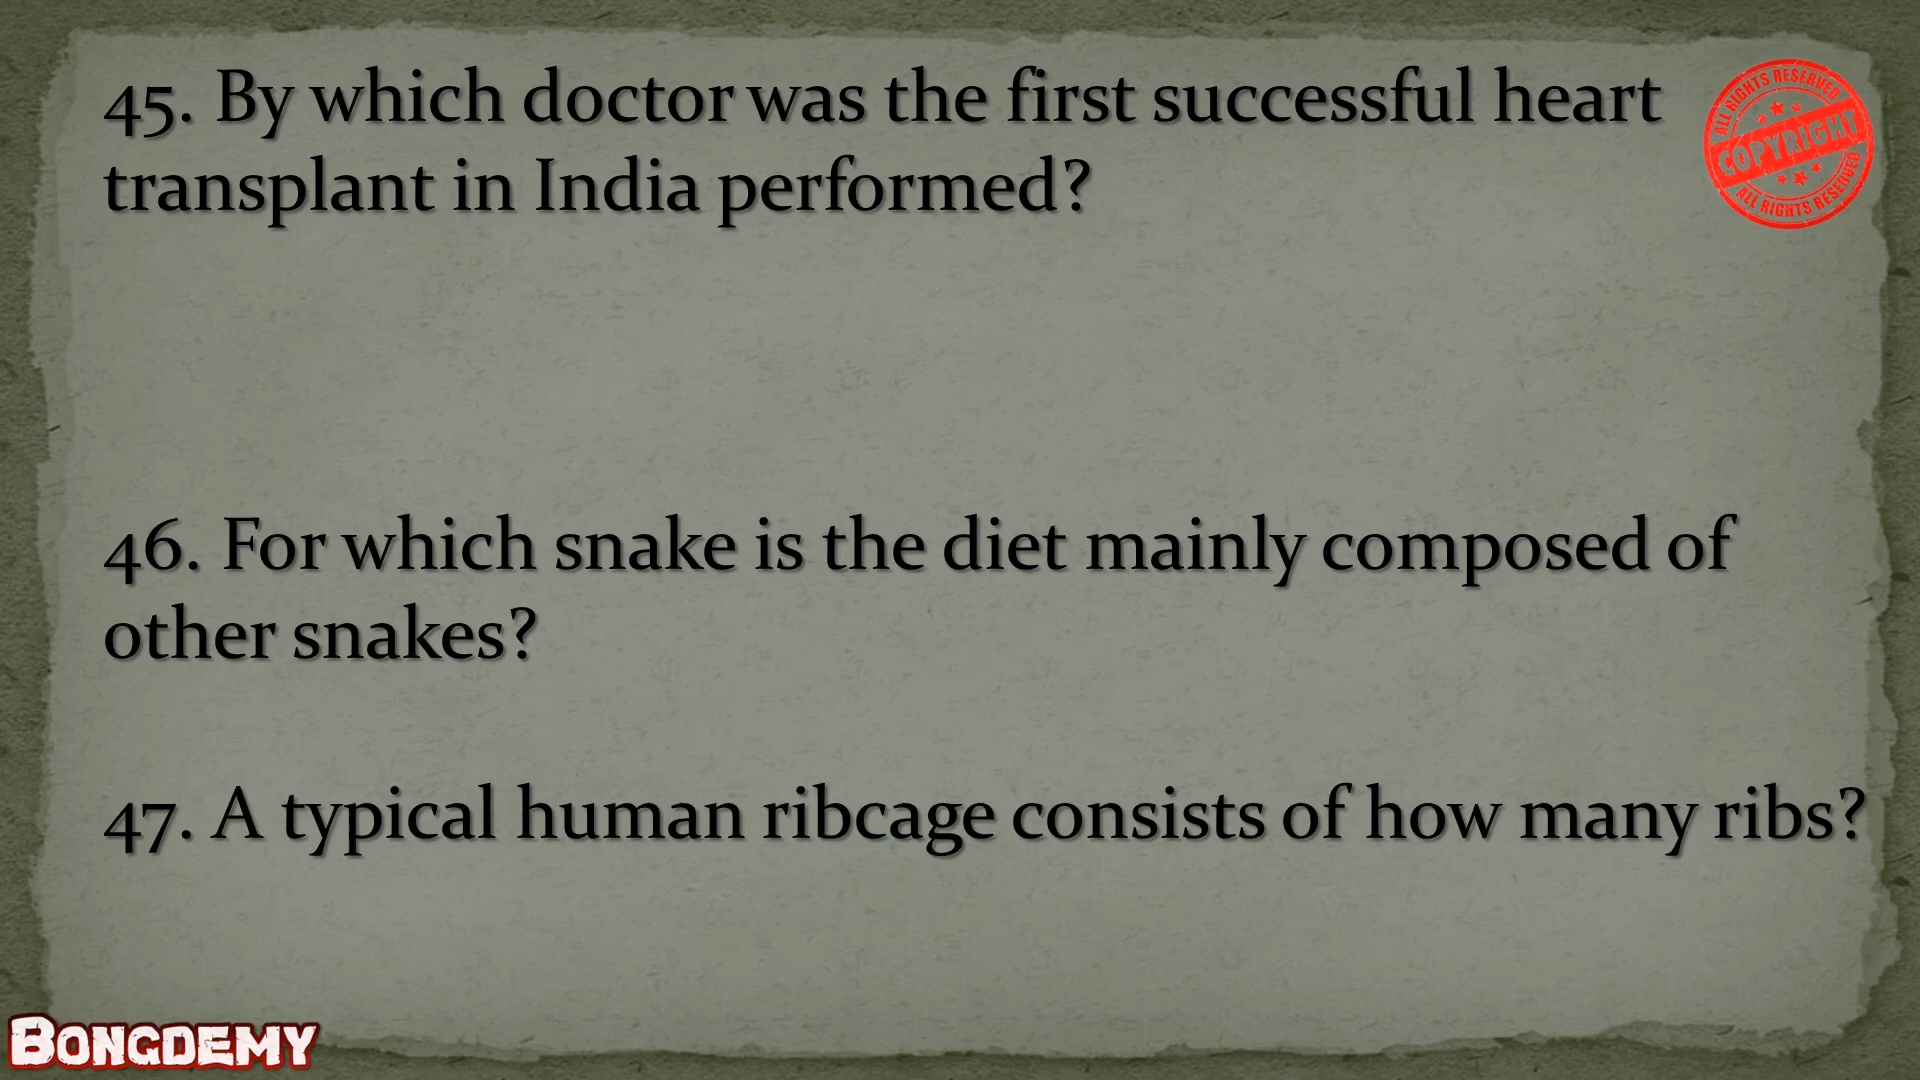 45. By which doctor was the first successful heart
transplant in India performed?
ALL RIGHTS RESERVED
COPYRIGHT
ALL RIGHTS RESERVED
46. For which snake is the diet mainly composed of
other snakes?
47. A typical human ribcage consists of how many ribs?
BONGDEMY